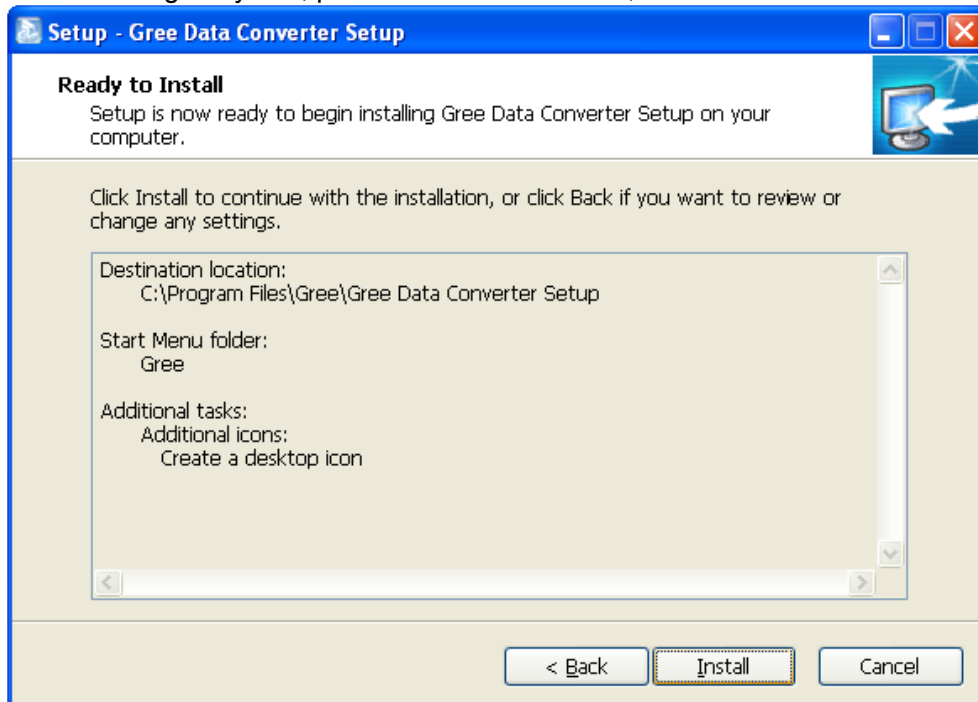 Setup - Gree Data Converter Setup
Ready to Install
Setup is now ready to begin installing Gree Data Converter Setup on your
computer.
Click Install to continue with the installation, or click Back if you want to review or
change any settings.
Destination location:
C:\Program Files\Gree\Gree Data Converter Setup
Start Menu folder:
Gree
Additional tasks:
Additional icons:
Create a desktop icon
< Back
Install
Cancel